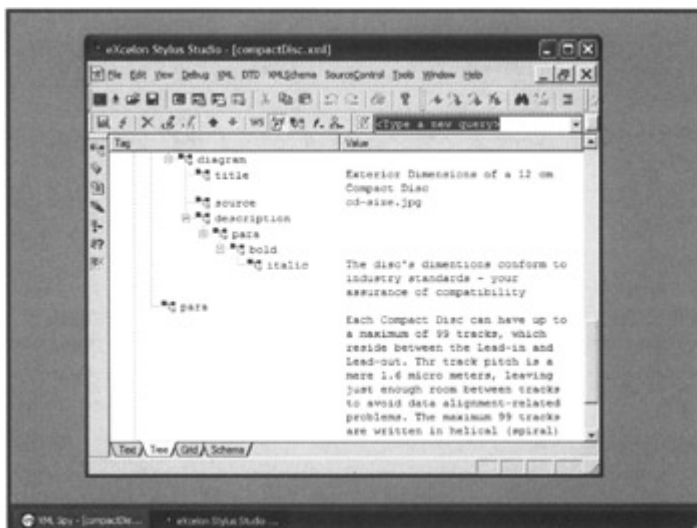 eXcelon Stylus Studio - [compactDisc.xml]
File Edit View Debug XML DTD XMLSchema SourceControl Tools Window Help
WS <Type a new query>
Tag Value
diagram
title Exterior Dimensions of a 12 cm
Compact Disc
source cd-size.jpg
description
para
bold
italic The disc's dimentions conform to
industry standards - your
assurance of compatibility
para Each Compact Disc can have up to
a maximum of 99 tracks, which
reside between the Lead-in and
Lead-out. Thr track pitch is a
mere 1.6 micro meters, leaving
just enough room between tracks
to avoid data alignment-related
problems. The maximum 99 tracks
are written in helical (spiral)
Text Tree Grid Schema
XML Spy - [compactDis... eXcelon Stylus Studio ...